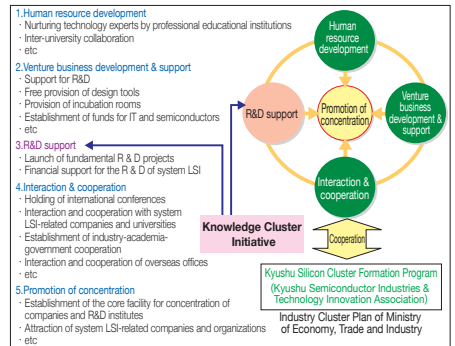 1.Human resource development
· Nurturing technology experts by professional educational institutions
· Inter-university collaboration
· etc
2.Venture business development & support
· Support for R&D
· Free provision of design tools
· Provision of incubation rooms
· Establishment of funds for IT and semiconductors
· etc
3.R&D support
· Launch of fundamental R & D projects
· Financial support for the R & D of system LSI
4.Interaction & cooperation
· Holding of international conferences
· Interaction and cooperation with system
LSI-related companies and universities
· Establishment of industry-academia-
government cooperation
· Interaction and cooperation of overseas offices
· etc
5.Promotion of concentration
· Establishment of the core facility for concentration of
companies and R&D institutes
· Attraction of system LSI-related companies and organizations
· etc
Human
resource
development
R&D support
Promotion of
concentration
Venture
business
development &
support
Interaction &
cooperation
Knowledge Cluster
Initiative
Cooperation
Kyushu Silicon Cluster Formation Program
(Kyushu Semiconductor Industries &
Technology Innovation Association)
Industry Cluster Plan of Ministry
of Economy, Trade and Industry